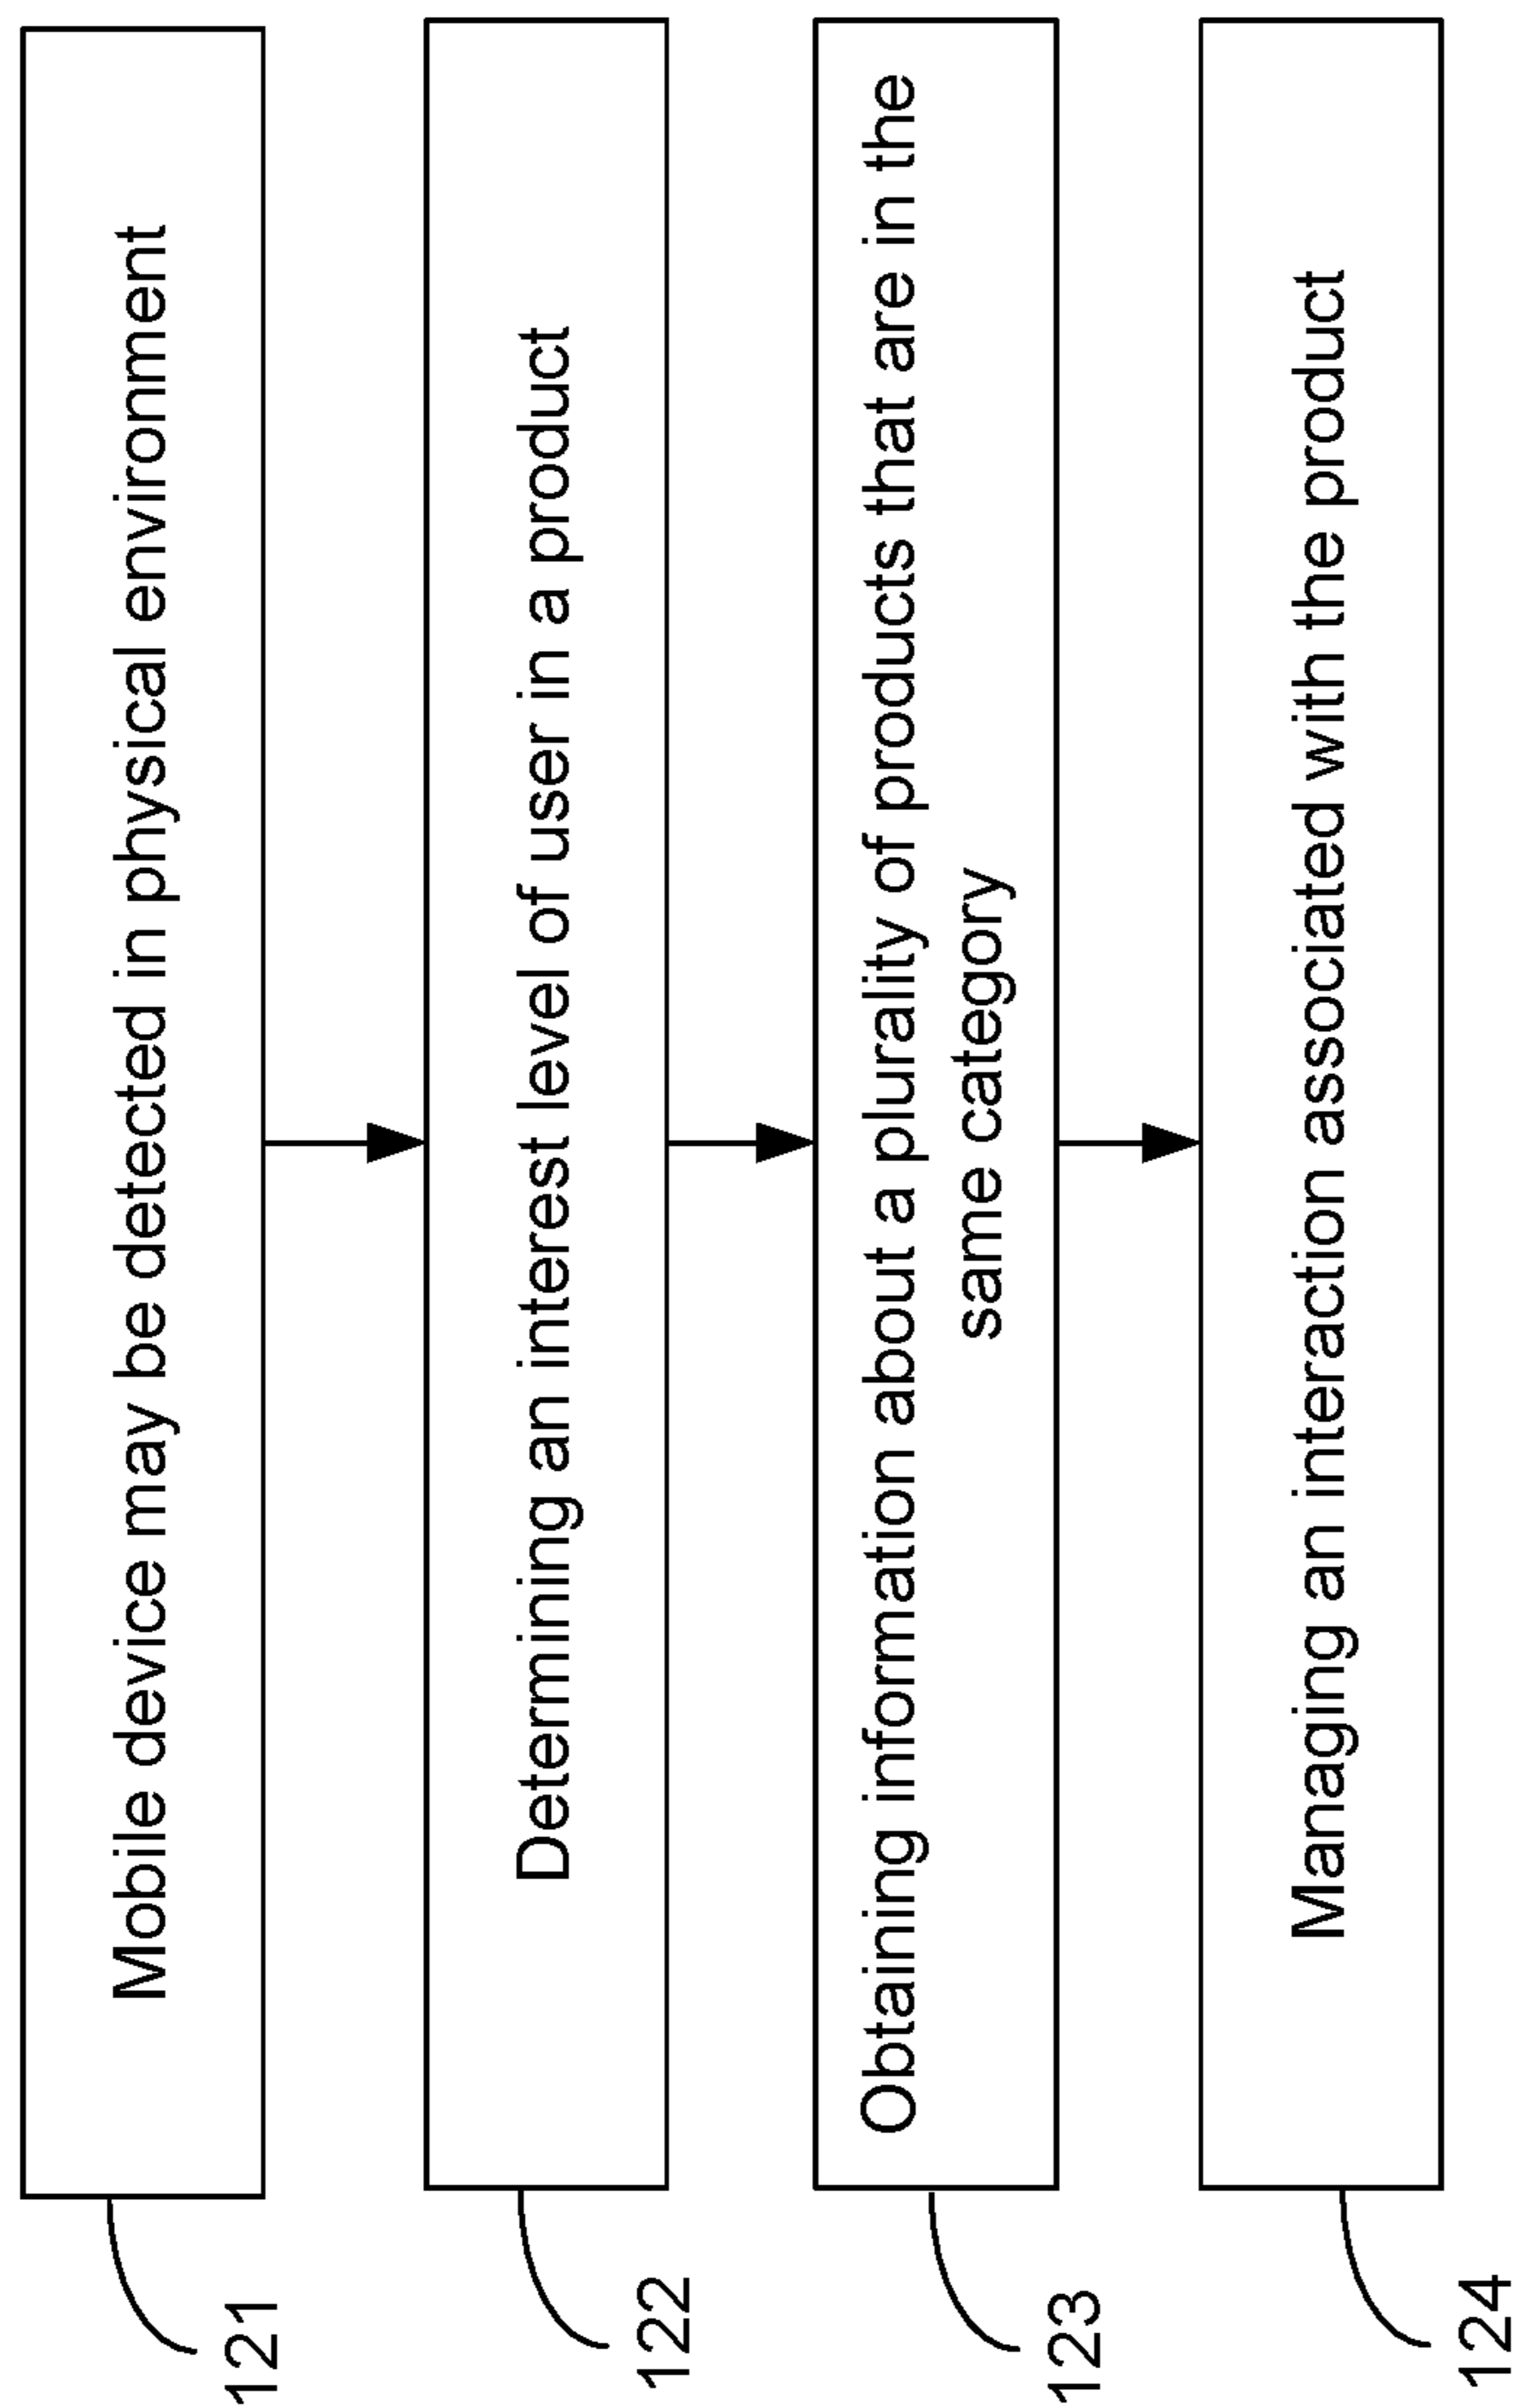 121
Mobile device may be detected in physical environment
122
Determining an interest level of user in a product
123
Obtaining information about a plurality of products that are in the
same category
124
Managing an interaction associated with the product